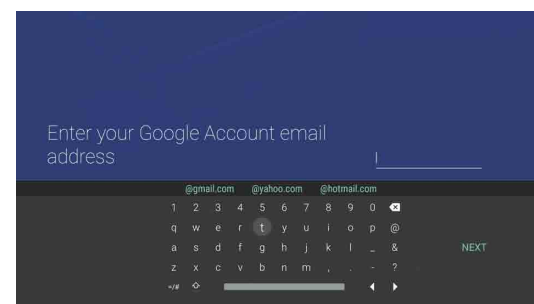 Enter your Google Account email
address
@gmail.com @yahoo.com @hotmail.com
1 2 3 4 5 6 7 8 9 0
q w e r t y u i o p @
a s d f g h j k l _ & NEXT
z x c v b n m , . - ?
=/#